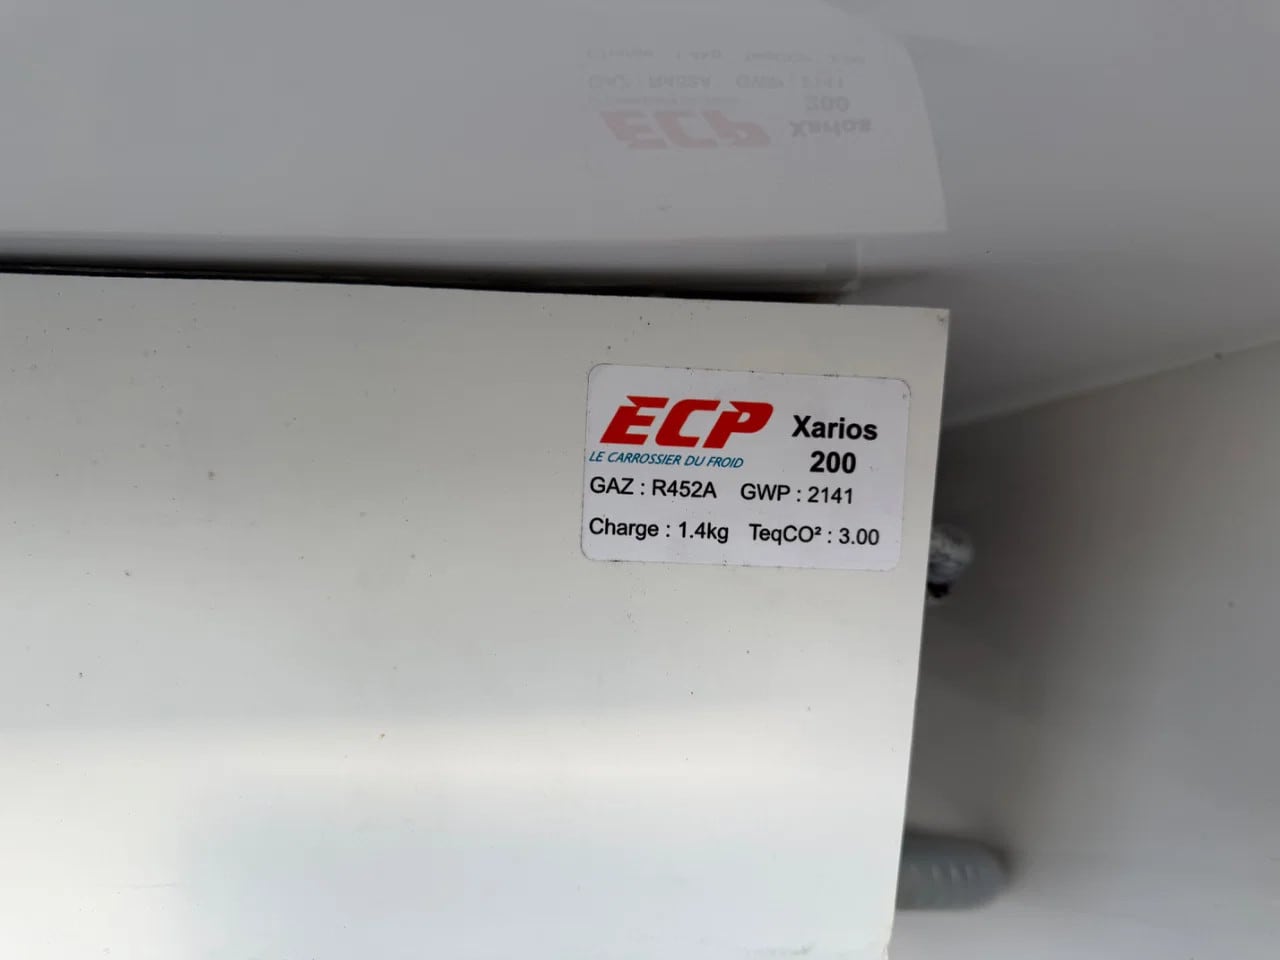 ECP Xarios
LE CARROSSIER DU FROID 200
GAZ : R452A GWP : 2141
Charge : 1.4kg TeqCO² : 3.00